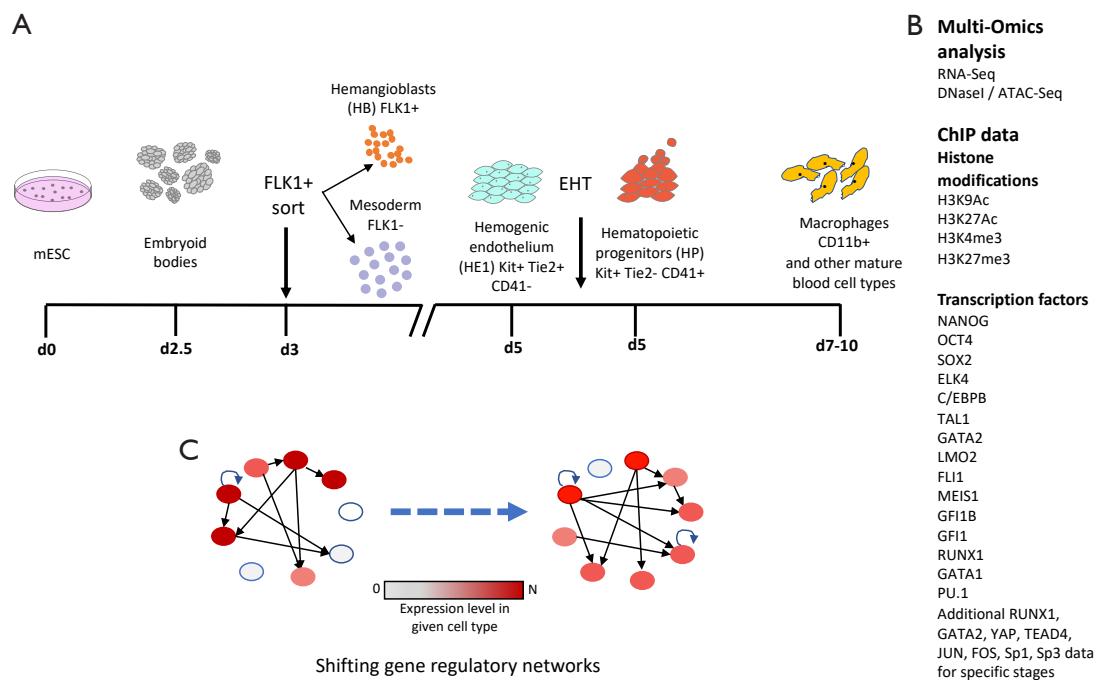 A
Hemangioblasts
(HB) FLK1+
FLK1+
sort
Mesoderm
FLK1-
mESC
Embryoid
bodies
EHT
Hemogenic
endothelium
(HE1) Kit+ Tie2+
CD41-
Hematopoietic
progenitors (HP)
Kit+ Tie2- CD41+
Macrophages
CD11b+
and other mature
blood cell types
d0
d2.5
d3
d5
d5
d7-10
B
Multi-Omics
analysis
RNA-Seq
DNaseI / ATAC-Seq
ChIP data
Histone
modifications
H3K9Ac
H3K27Ac
H3K4me3
H3K27me3
Transcription factors
NANOG
OCT4
SOX2
ELK4
C/EBPB
TAL1
GATA2
LMO2
FLI1
MEIS1
GFI1B
GFI1
RUNX1
GATA1
PU.1
Additional RUNX1,
GATA2, YAP, TEAD4,
JUN, FOS, Sp1, Sp3 data
for specific stages
C
0
N
Expression level in
given cell type
Shifting gene regulatory networks